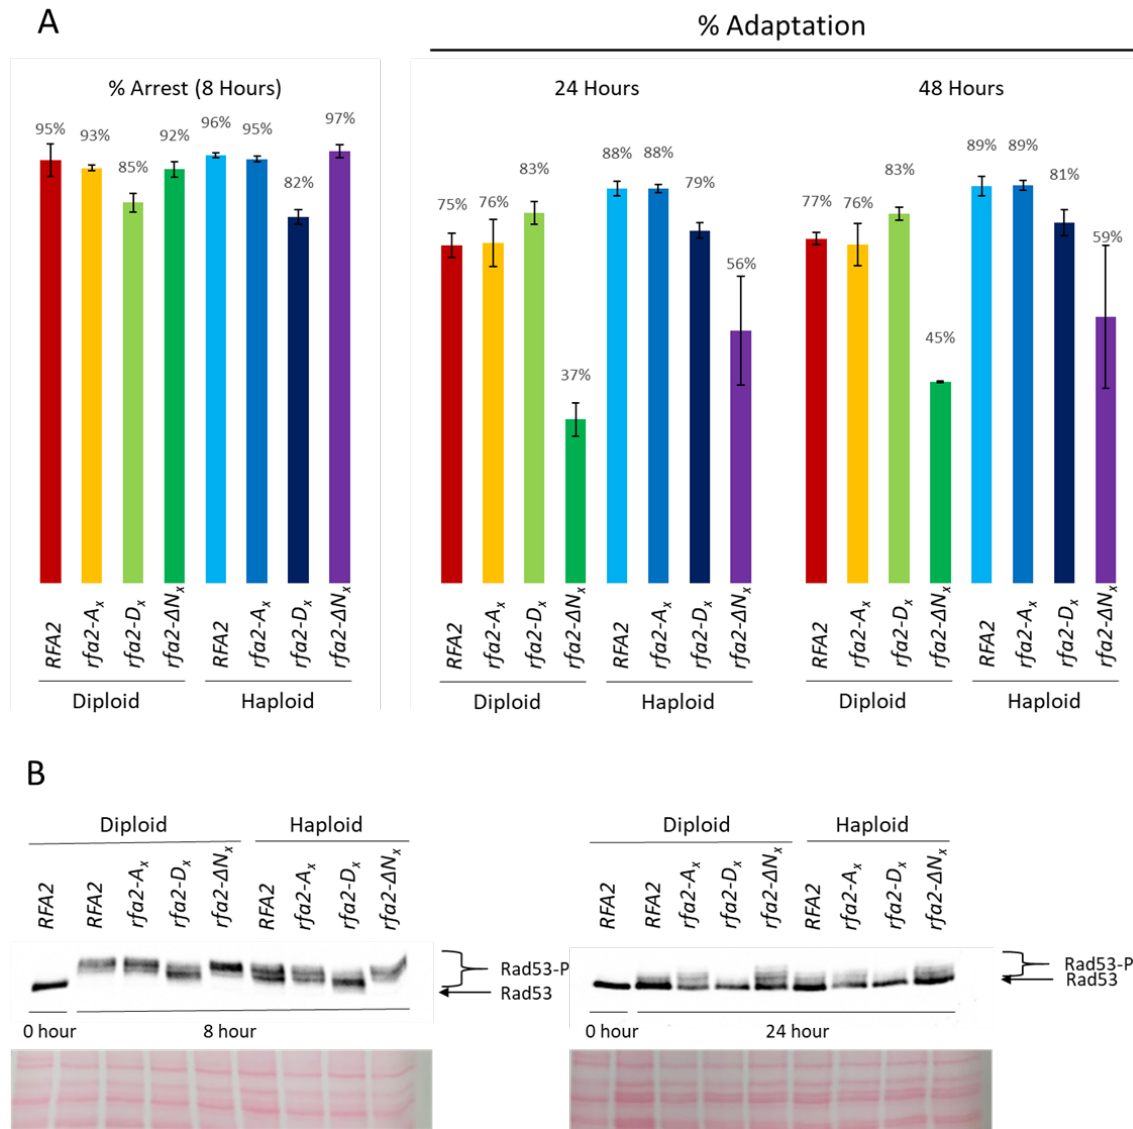 A
% Adaptation
% Arrest (8 Hours)
24 Hours
48 Hours
95% 93% 85% 92% 96% 95% 82% 97%
75% 76% 83% 37% 88% 88% 79% 56%
77% 76% 83% 45% 89% 89% 81% 59%
RFA2 rfa2-Ax rfa2-Dx rfa2-ΔNx RFA2 rfa2-Ax rfa2-Dx rfa2-ΔNx
RFA2 rfa2-Ax rfa2-Dx rfa2-ΔNx RFA2 rfa2-Ax rfa2-Dx rfa2-ΔNx
RFA2 rfa2-Ax rfa2-Dx rfa2-ΔNx RFA2 rfa2-Ax rfa2-Dx rfa2-ΔNx
Diploid Haploid
Diploid Haploid
Diploid Haploid
B
Diploid Haploid
RFA2 RFA2 rfa2-Ax rfa2-Dx rfa2-ΔNx RFA2 rfa2-Ax rfa2-Dx rfa2-ΔNx
Rad53-P
Rad53
0 hour 8 hour
Diploid Haploid
RFA2 RFA2 rfa2-Ax rfa2-Dx rfa2-ΔNx RFA2 rfa2-Ax rfa2-Dx rfa2-ΔNx
Rad53-P
Rad53
0 hour 24 hour